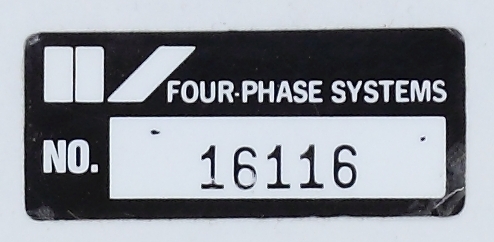 FOUR-PHASE SYSTEMS
NO. 16116